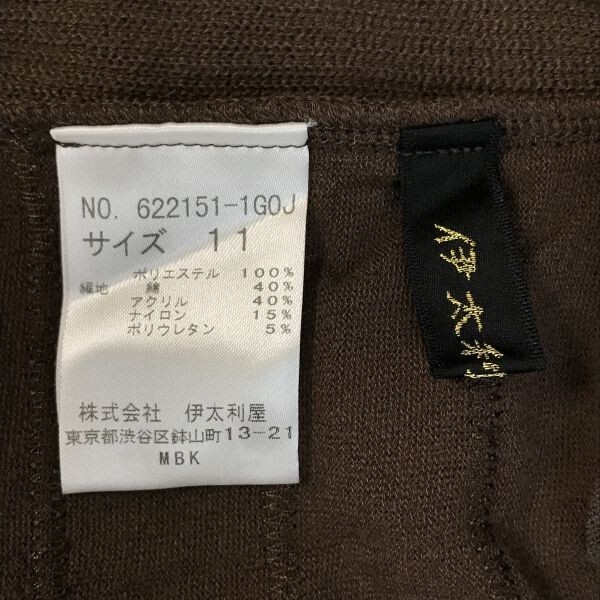 NO. 622151-1GOJ
サイズ 11
ポリエステル 100%
編地 綿 40%
アクリル 40%
ナイロン 15%
ポリウレタン 5%
株式会社 伊太利屋
東京都渋谷区鉢山町13-21
MBK
伊太利